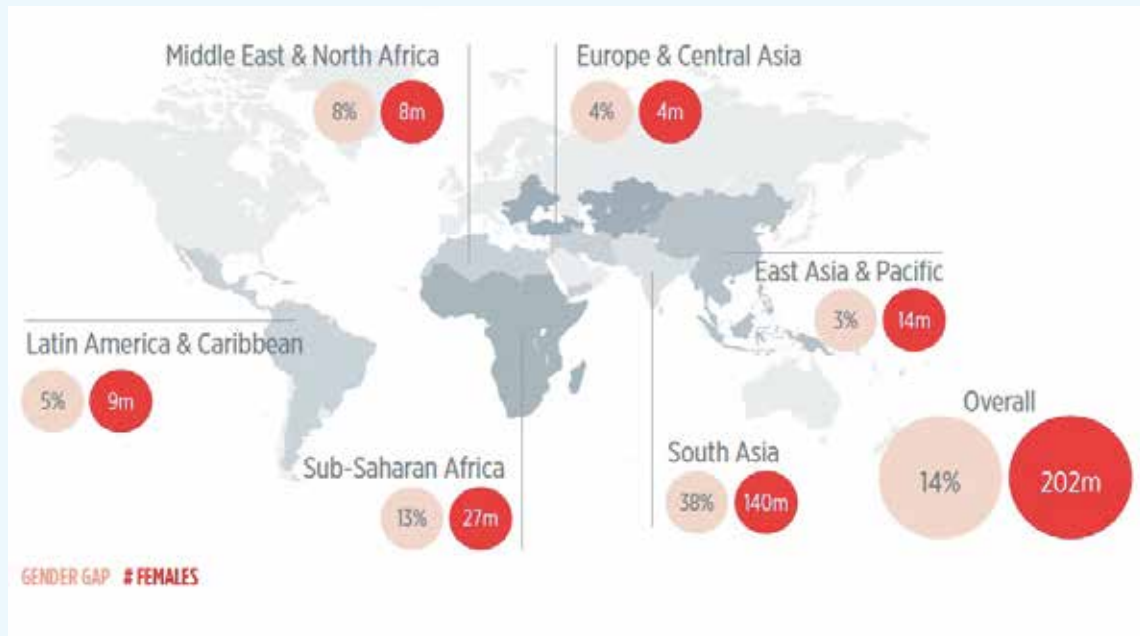 Middle East & North Africa
8% 8m
Europe & Central Asia
4% 4m
East Asia & Pacific
3% 14m
Latin America & Caribbean
5% 9m
Overall
14% 202m
Sub-Saharan Africa
13% 27m
South Asia
38% 140m
GENDER GAP # FEMALES